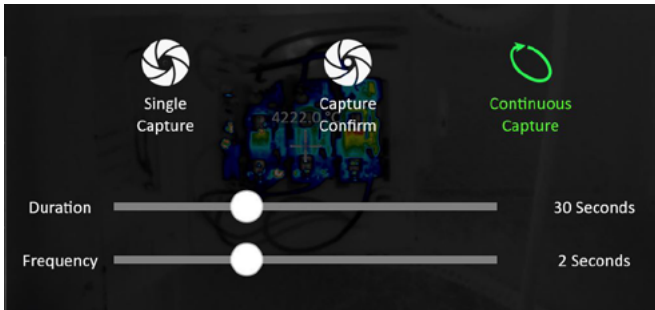 Single
Capture
Capture
Confirm
Continuous
Capture
4222.0 °C
Duration
30 Seconds
Frequency
2 Seconds